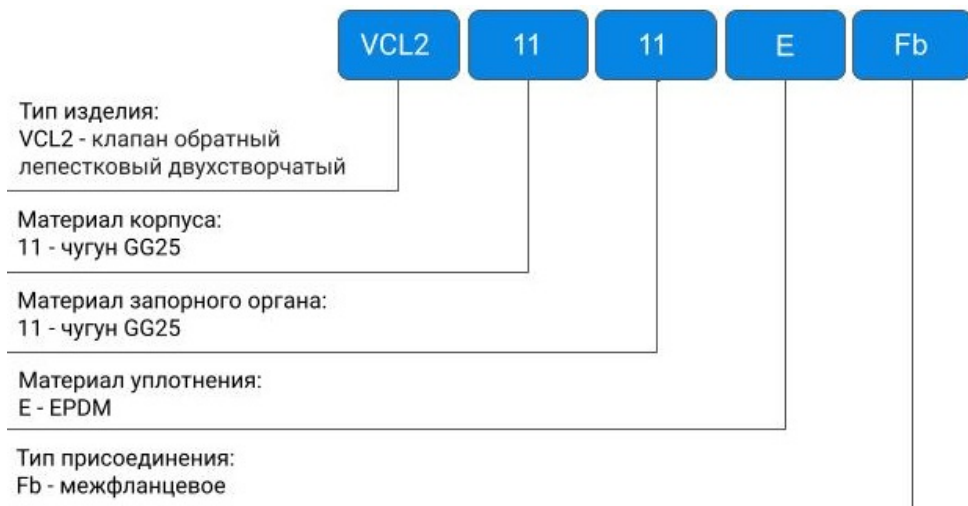 VCL2 11 11 E Fb
Тип изделия:
VCL2 - клапан обратный
лепестковый двухстворчатый
Материал корпуса:
11 - чугун GG25
Материал запорного органа:
11 - чугун GG25
Материал уплотнения:
E - EPDM
Тип присоединения:
Fb - межфланцевое